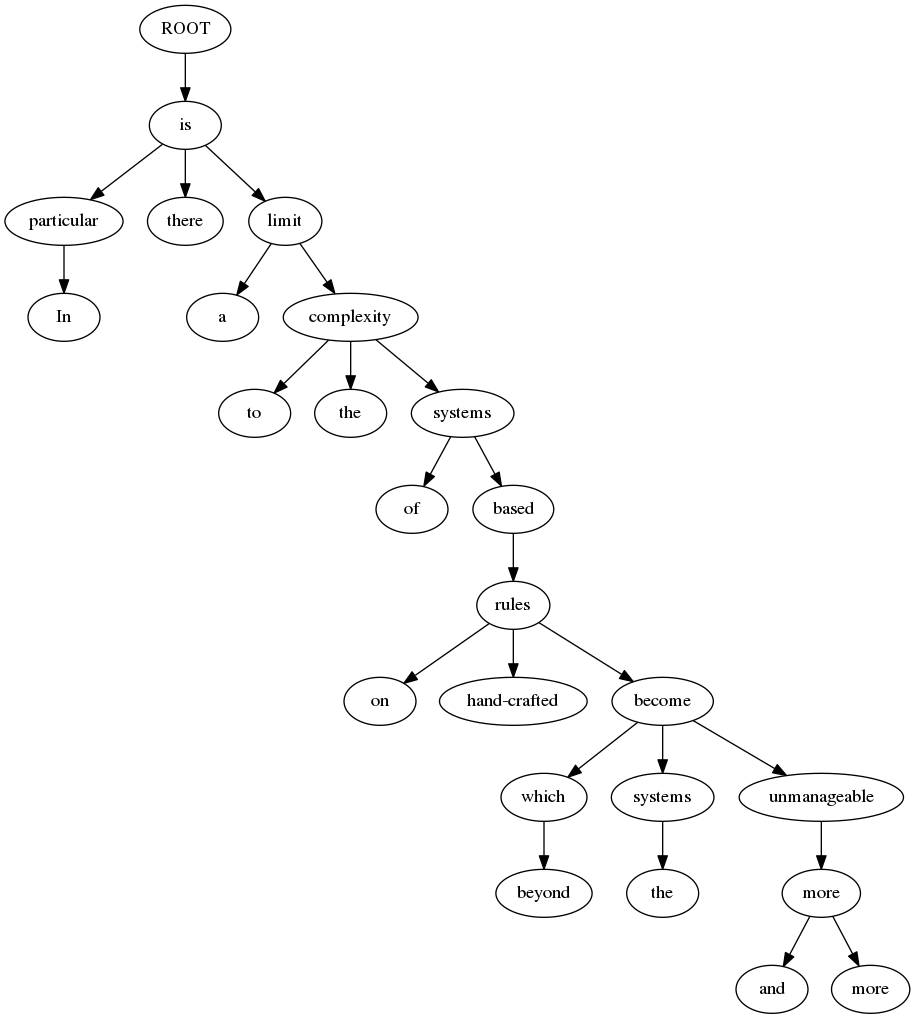 ROOT
is
particular there limit
In a complexity
to the systems
of based
rules
on hand-crafted become
which systems unmanageable
beyond the more
and more